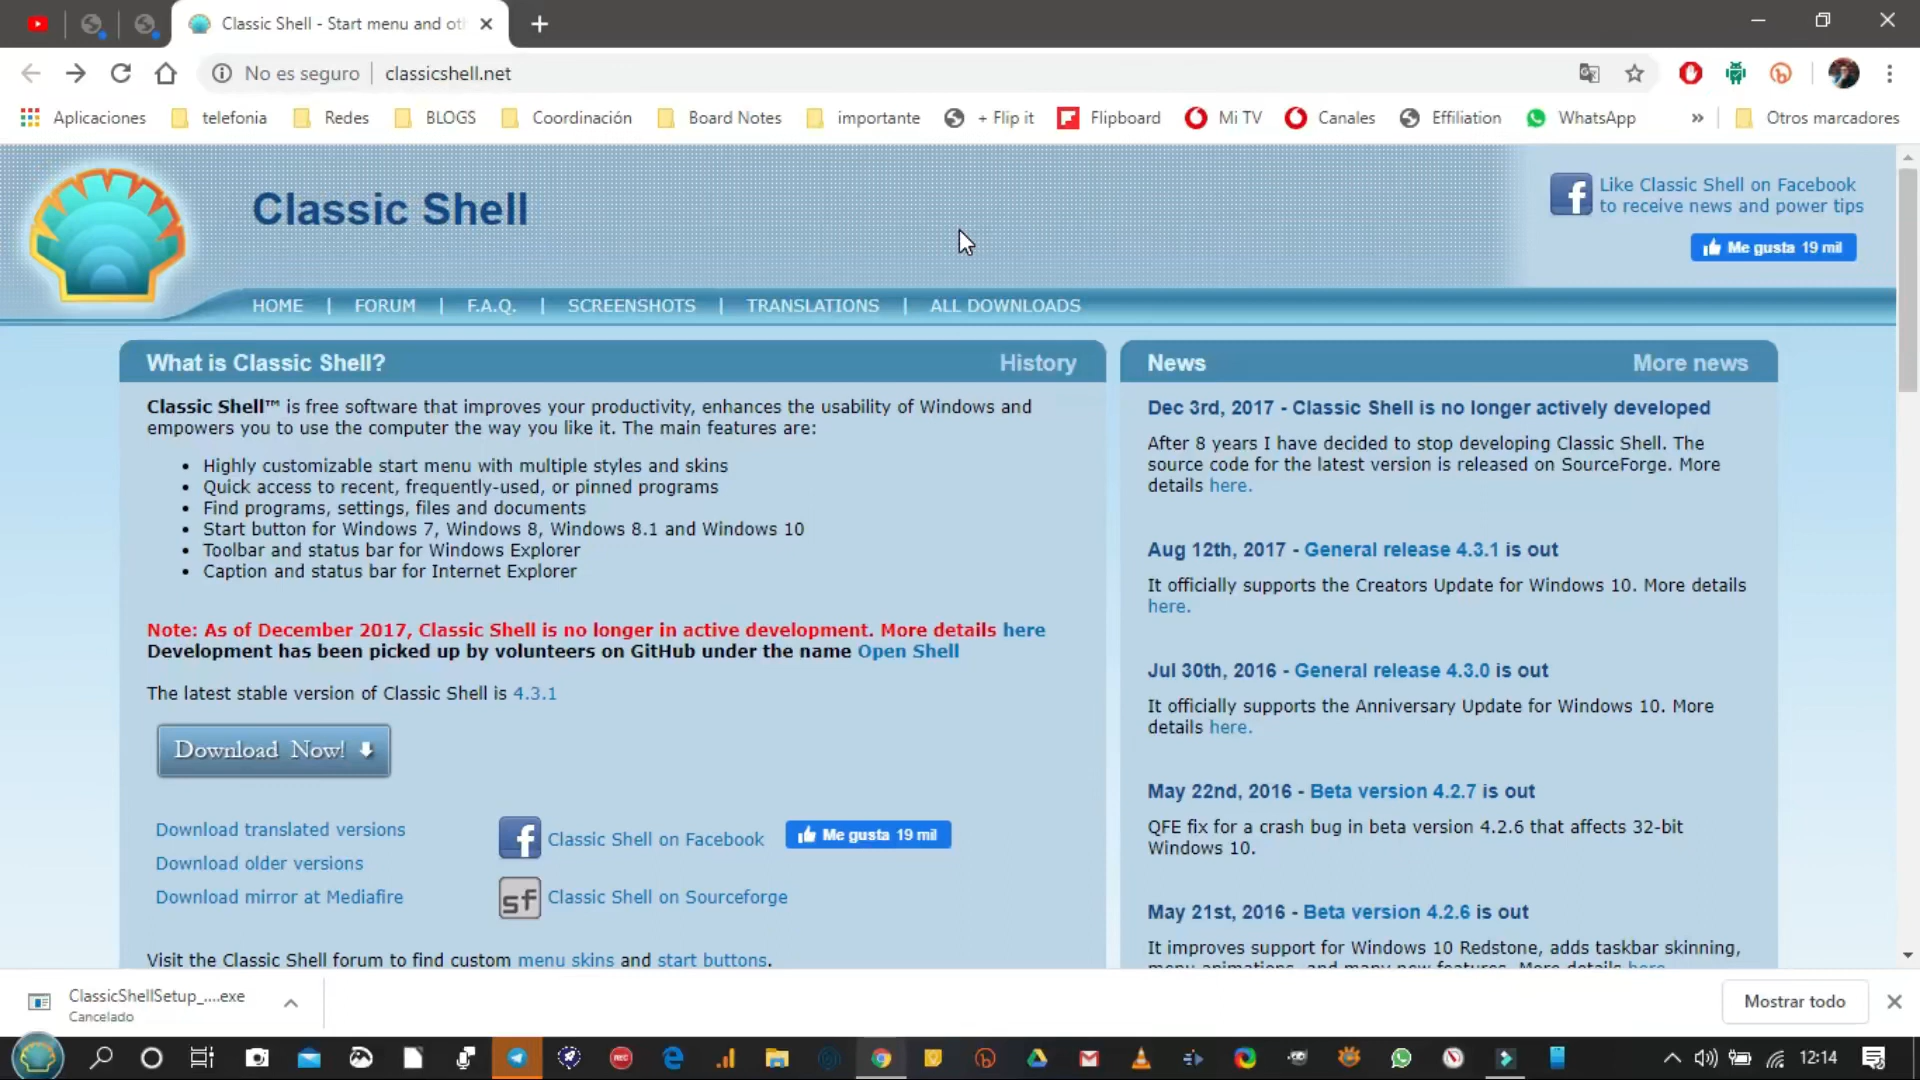 Classic Shell - Start menu and oth
No es seguro
classicshell.net
Aplicaciones
telefonia
Redes
BLOGS
Coordinación
Board Notes
importante
+ Flip it
Flipboard
Mi TV
Canales
Effiliation
WhatsApp
»
Otros marcadores
Classic Shell
Like Classic Shell on Facebook
to receive news and power tips
Me gusta 19 mil
HOME | FORUM | F.A.Q. | SCREENSHOTS | TRANSLATIONS | ALL DOWNLOADS
What is Classic Shell?
History
Classic Shell™ is free software that improves your productivity, enhances the usability of Windows and
empowers you to use the computer the way you like it. The main features are:
• Highly customizable start menu with multiple styles and skins
• Quick access to recent, frequently-used, or pinned programs
• Find programs, settings, files and documents
• Start button for Windows 7, Windows 8, Windows 8.1 and Windows 10
• Toolbar and status bar for Windows Explorer
• Caption and status bar for Internet Explorer
Note: As of December 2017, Classic Shell is no longer in active development. More details here
Development has been picked up by volunteers on GitHub under the name Open Shell
The latest stable version of Classic Shell is 4.3.1
Download Now!
Download translated versions
Download older versions
Download mirror at Mediafire
f Classic Shell on Facebook
Me gusta 19 mil
sf Classic Shell on Sourceforge
Visit the Classic Shell forum to find custom menu skins and start buttons.
News
More news
Dec 3rd, 2017 - Classic Shell is no longer actively developed
After 8 years I have decided to stop developing Classic Shell. The
source code for the latest version is released on SourceForge. More
details here.
Aug 12th, 2017 - General release 4.3.1 is out
It officially supports the Creators Update for Windows 10. More details
here.
Jul 30th, 2016 - General release 4.3.0 is out
It officially supports the Anniversary Update for Windows 10. More
details here.
May 22nd, 2016 - Beta version 4.2.7 is out
QFE fix for a crash bug in beta version 4.2.6 that affects 32-bit
Windows 10.
May 21st, 2016 - Beta version 4.2.6 is out
It improves support for Windows 10 Redstone, adds taskbar skinning,
menu animations, and many new features. More details here.
ClassicShellSetup_....exe
Cancelado
Mostrar todo
REC
12:14